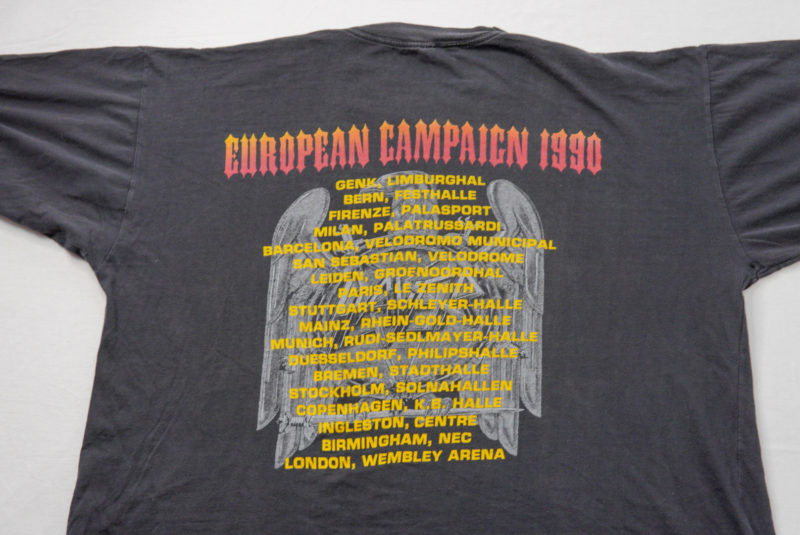 EUROPEAN CAMPAIGN 1990
GENK, LIMBURGHAL
BERN, FESTHALLE
FIRENZE, PALASPORT
MILAN, PALATRUSSARDI
BARCELONA, VELODROMO MUNICIPAL
SAN SEBASTIAN, VELODROME
LEIDEN, GROENOORDHAL
PARIS, LE ZENITH
STUTTGART, SCHLEYER-HALLE
MAINZ, RHEIN-GOLD-HALLE
MUNICH, RUDI-SEDLMAYER-HALLE
DUESSELDORF, PHILIPSHALLE
BREMEN, STADTHALLE
STOCKHOLM, SOLNAHALLEN
COPENHAGEN, K.B. HALLE
INGLESTON, CENTRE
BIRMINGHAM, NEC
LONDON, WEMBLEY ARENA